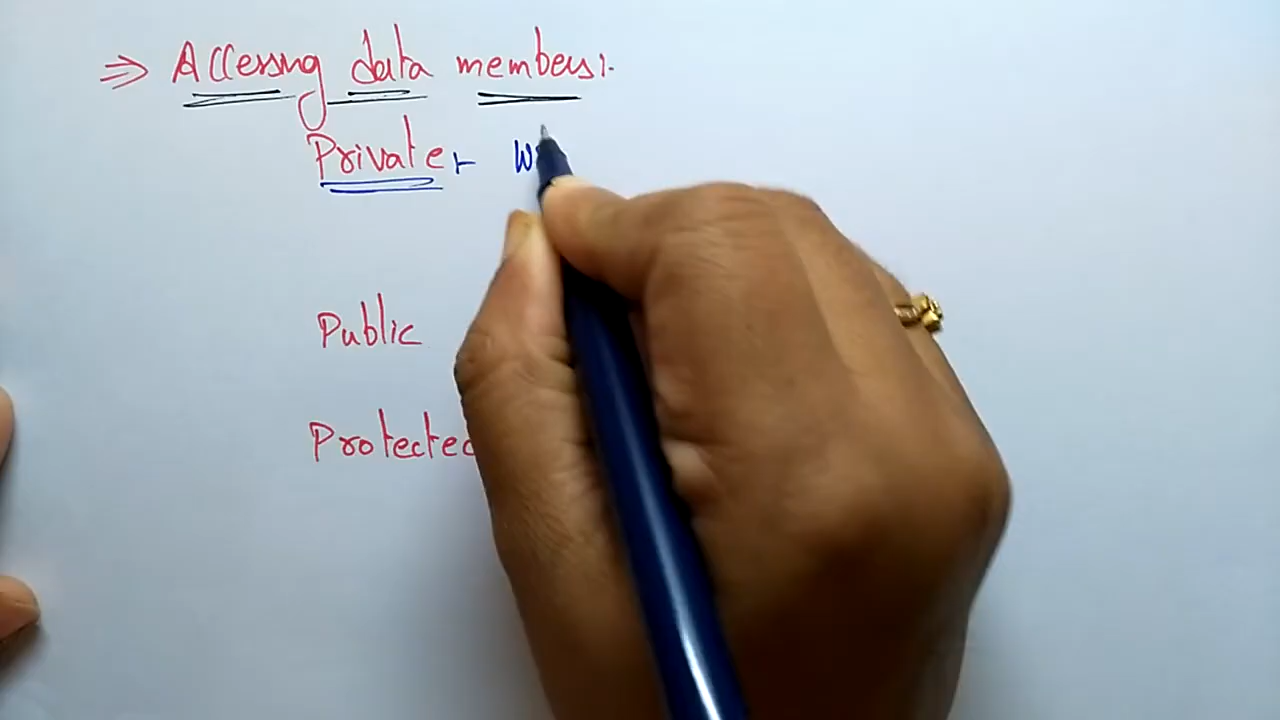 ⇒ Accessing data members:-
Private :-
Public
Protected